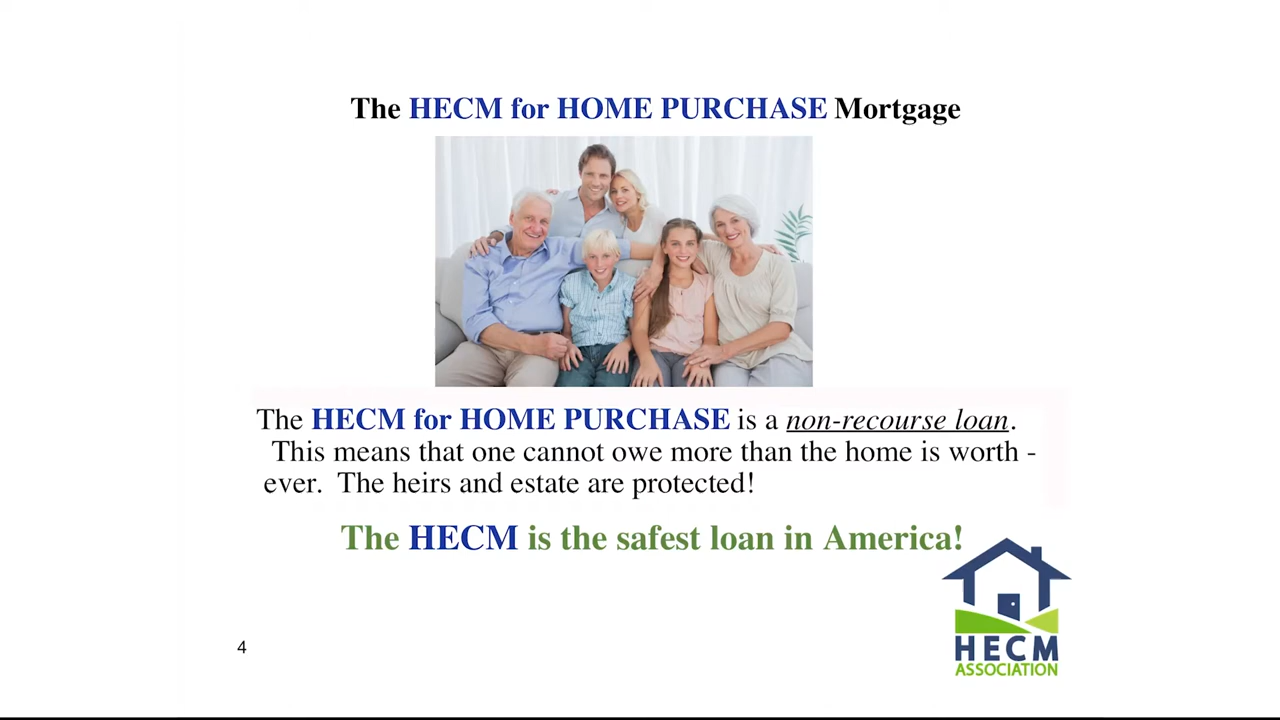 The HECM for HOME PURCHASE Mortgage
The HECM for HOME PURCHASE is a non-recourse loan.
This means that one cannot owe more than the home is worth -
ever. The heirs and estate are protected!
The HECM is the safest loan in America!
HECM
ASSOCIATION
4